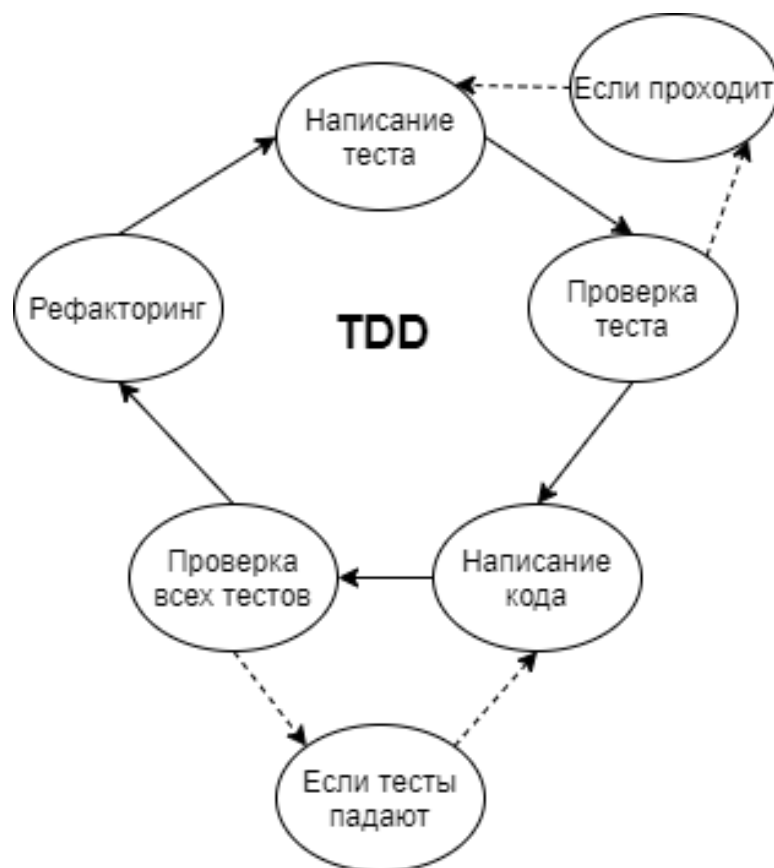 Если проходит
Написание
теста
Проверка
теста
Рефакторинг
TDD
Проверка
всех тестов
Написание
кода
Если тесты
падают